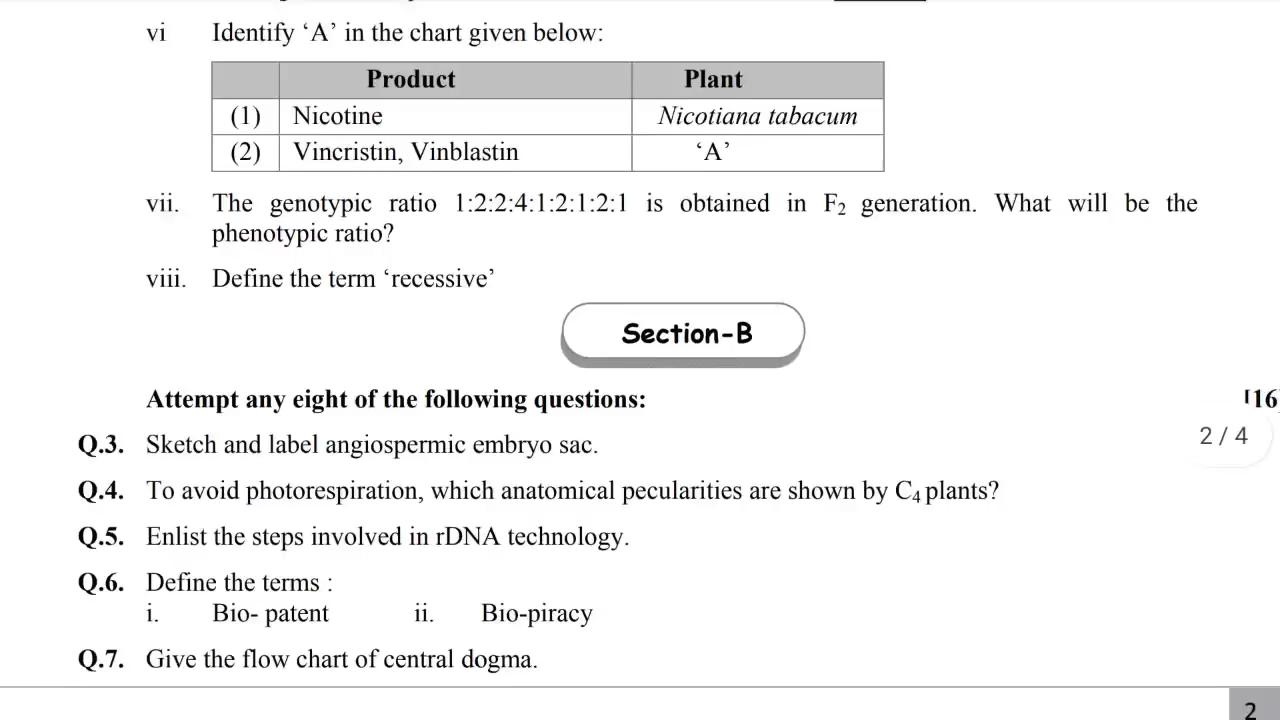 vi Identify ‘A’ in the chart given below:
Product Plant
(1) Nicotine Nicotiana tabacum
(2) Vincristin, Vinblastin ‘A’
vii. The genotypic ratio 1:2:2:4:1:2:1:2:1 is obtained in F₂ generation. What will be the
phenotypic ratio?
viii. Define the term ‘recessive’
Section-B
Attempt any eight of the following questions: [16
2 / 4
Q.3. Sketch and label angiospermic embryo sac.
Q.4. To avoid photorespiration, which anatomical pecularities are shown by C₄ plants?
Q.5. Enlist the steps involved in rDNA technology.
Q.6. Define the terms :
i. Bio- patent ii. Bio-piracy
Q.7. Give the flow chart of central dogma.
2